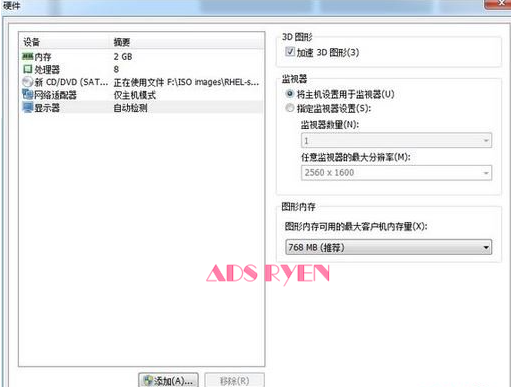 硬件
设备 摘要
内存 2 GB
处理器 8
新 CD/DVD (SAT... 正在使用文件 F:\ISO images\RHEL-s...
网络适配器 仅主机模式
显示器 自动检测
3D 图形
加速 3D 图形(3)
监视器
将主机设置用于监视器(U)
指定监视器设置(S):
监视器数量(N):
1
任意监视器的最大分辨率(M):
2560 x 1600
图形内存
图形内存可用的最大客户机内存量(X):
768 MB (推荐)
ADS RYEN
添加(A)... 移除(R)